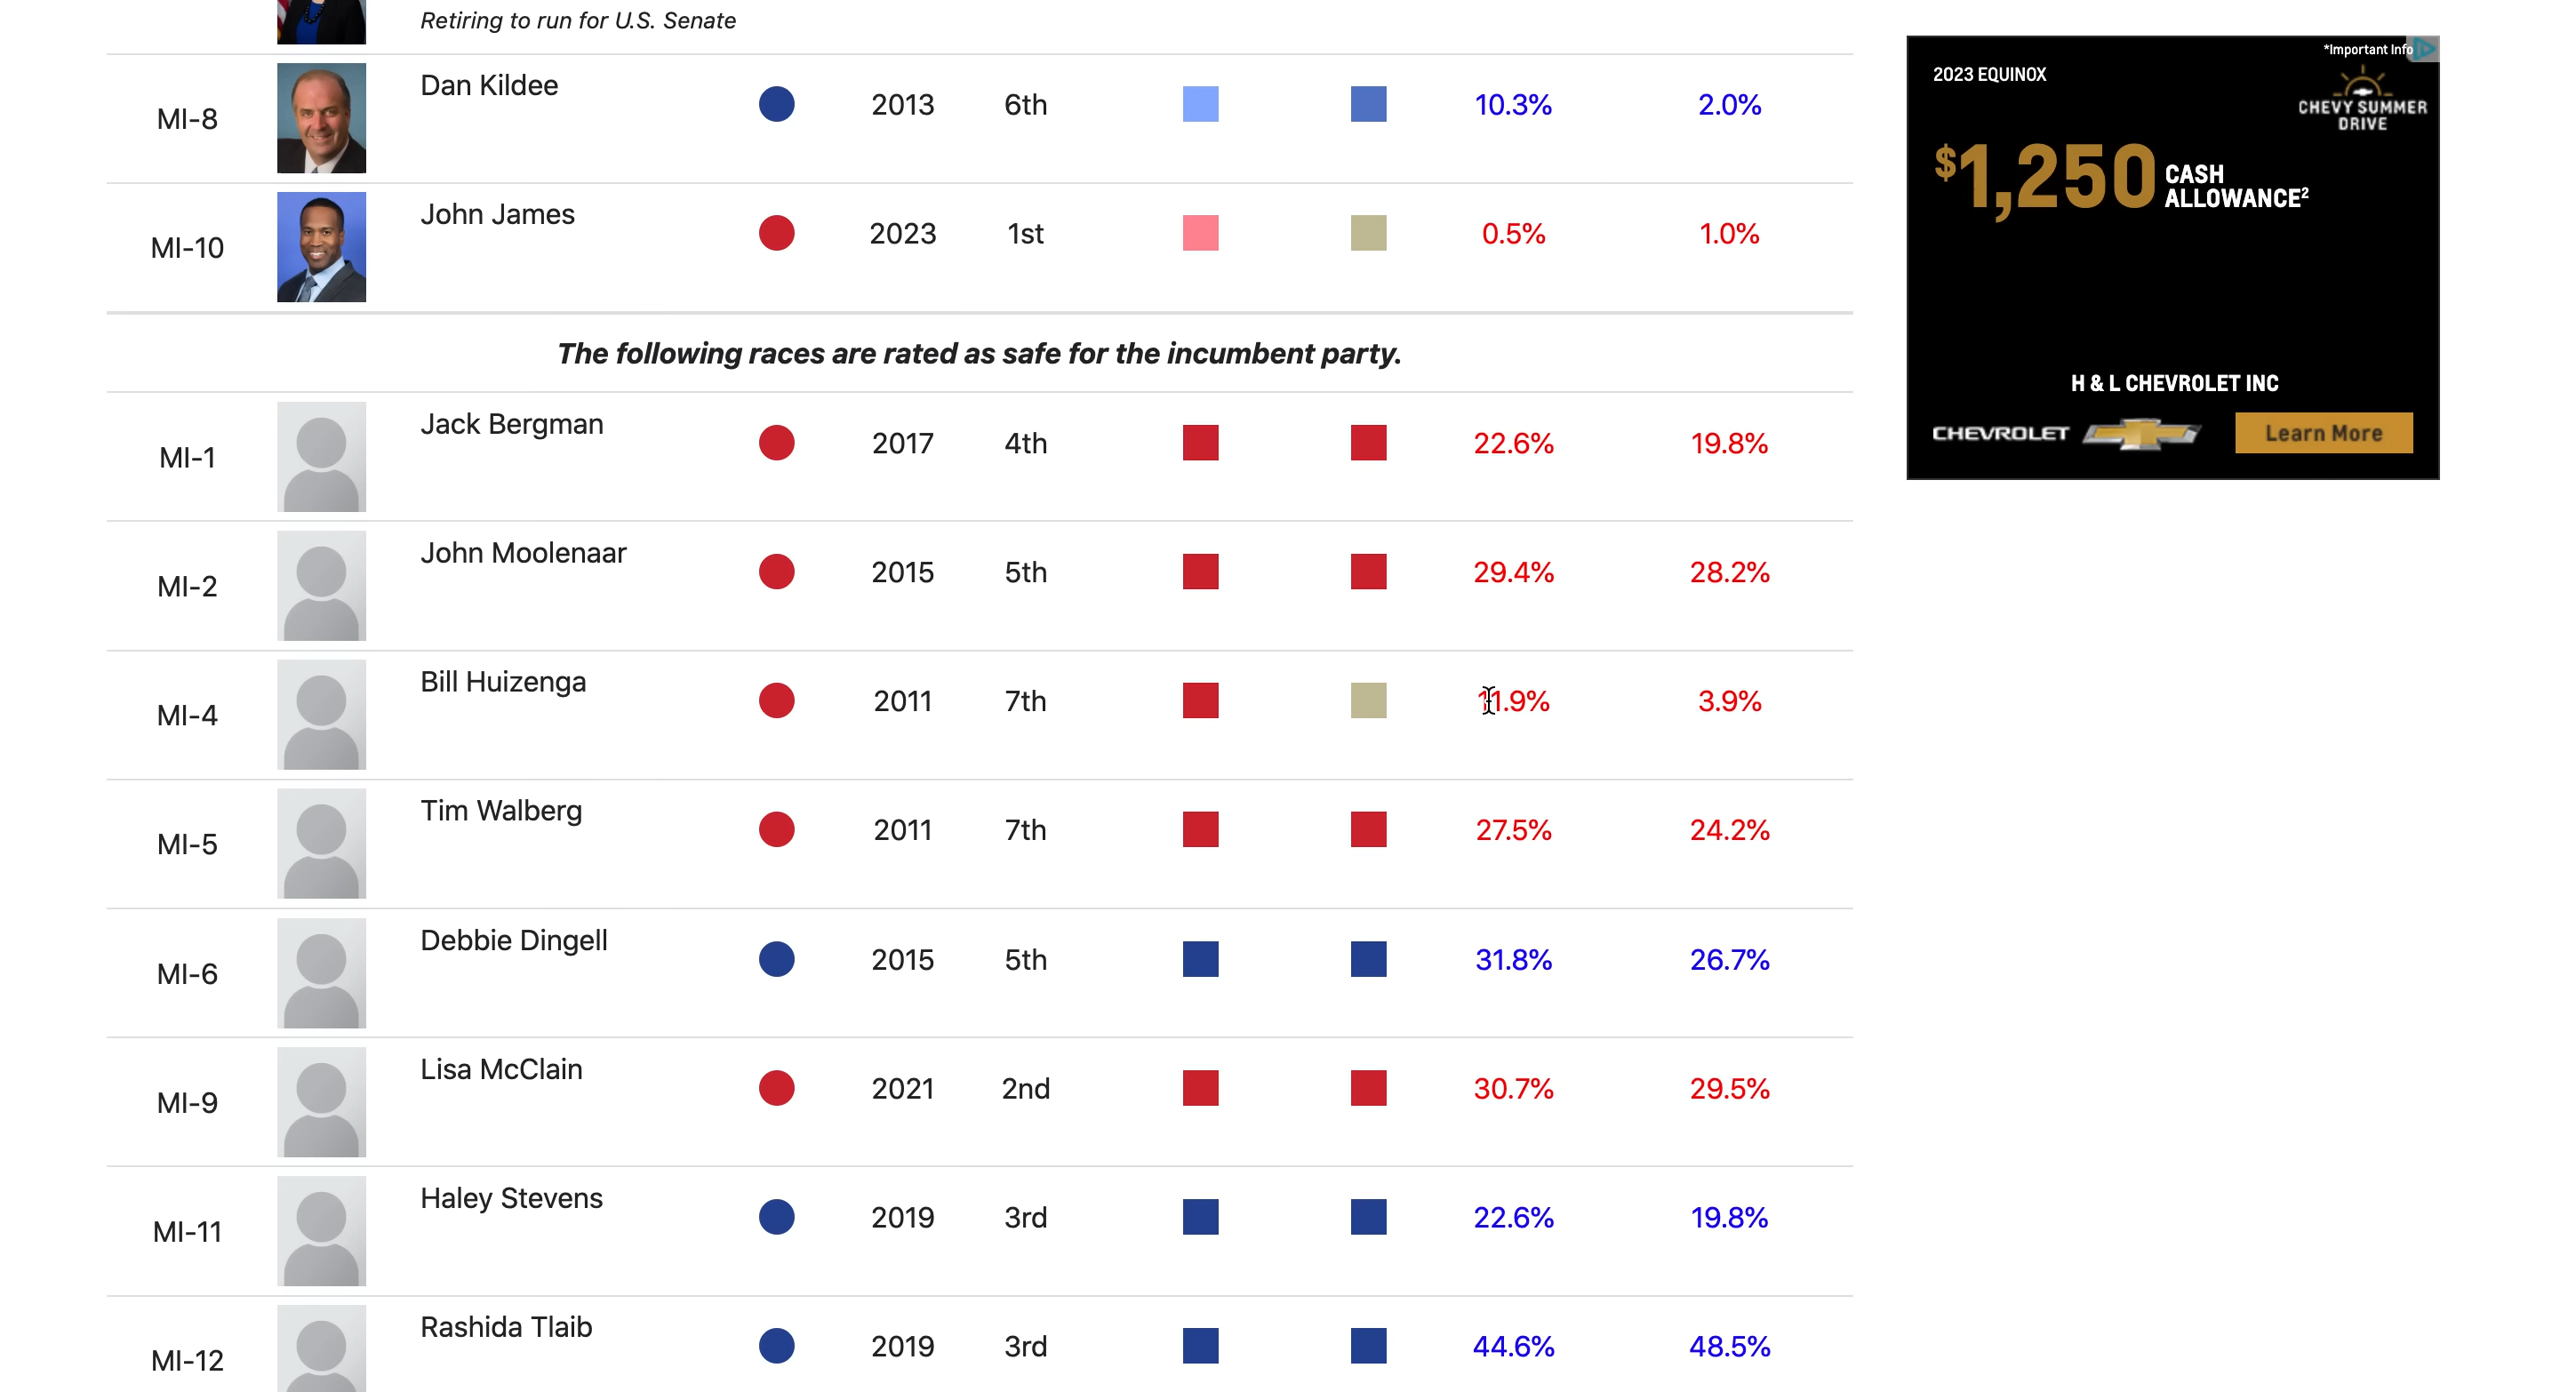 Retiring to run for U.S. Senate
MI-8 Dan Kildee 2013 6th 10.3% 2.0%
MI-10 John James 2023 1st 0.5% 1.0%
The following races are rated as safe for the incumbent party.
MI-1 Jack Bergman 2017 4th 22.6% 19.8%
MI-2 John Moolenaar 2015 5th 29.4% 28.2%
MI-4 Bill Huizenga 2011 7th 11.9% 3.9%
MI-5 Tim Walberg 2011 7th 27.5% 24.2%
MI-6 Debbie Dingell 2015 5th 31.8% 26.7%
MI-9 Lisa McClain 2021 2nd 30.7% 29.5%
MI-11 Haley Stevens 2019 3rd 22.6% 19.8%
MI-12 Rashida Tlaib 2019 3rd 44.6% 48.5%
*Important Info
2023 EQUINOX
CHEVY SUMMER
DRIVE
$1,250 CASH
ALLOWANCE²
H & L CHEVROLET INC
CHEVROLET Learn More